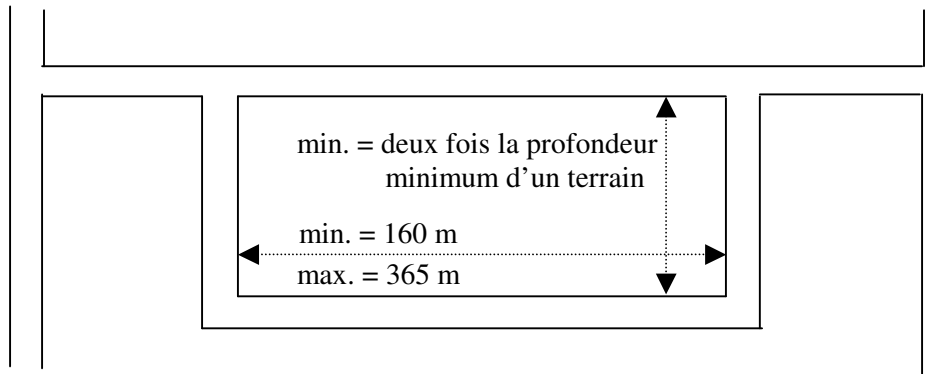 min. = deux fois la profondeur
minimum d’un terrain
min. = 160 m
max. = 365 m